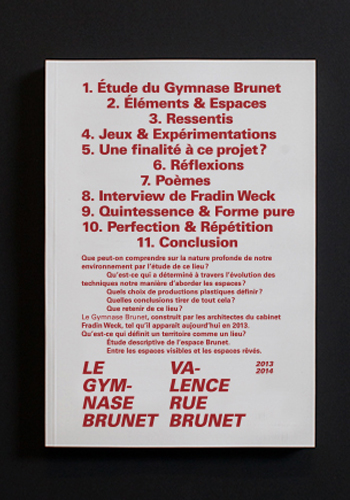 1. Étude du Gymnase Brunet
2. Éléments & Espaces
3. Ressentis
4. Jeux & Expérimentations
5. Une finalité à ce projet ?
6. Réflexions
7. Poèmes
8. Interview de Fradin Weck
9. Quintessence & Forme pure
10. Perfection & Répétition
11. Conclusion
Que peut-on comprendre sur la nature profonde de notre
environnement par l'étude de ce lieu ?
Qu'est-ce qui a déterminé à travers l'évolution des
techniques notre manière d'aborder les espaces ?
Quels choix de productions plastiques définir ?
Quelles conclusions tirer de tout cela ?
Que retenir de ce lieu ?
Le Gymnase Brunet, construit par les architectes du cabinet
Fradin Weck, tel qu'il apparaît aujourd'hui en 2013.
Qu'est-ce qui définit un territoire comme un lieu ?
Étude descriptive de l'espace Brunet.
Entre les espaces visibles et les espaces rêvés.
LE
GYM-
NASE
BRUNET
VA-
LENCE
RUE
BRUNET
2013
2014